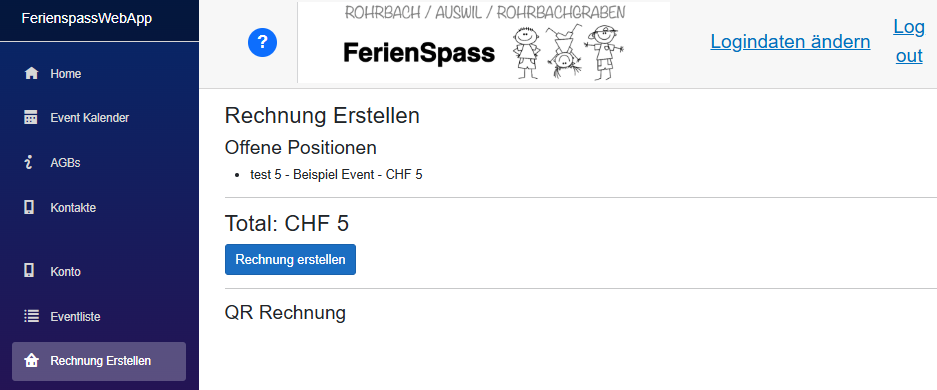 FerienspassWebApp
Home
Event Kalender
AGBs
Kontakte
Konto
Eventliste
Rechnung Erstellen
?
ROHRBACH / AUSWIL / ROHRBACHGRABEN
FerienSpass
Logindaten ändern
Log
out
Rechnung Erstellen
Offene Positionen
• test 5 - Beispiel Event - CHF 5
Total: CHF 5
Rechnung erstellen
QR Rechnung